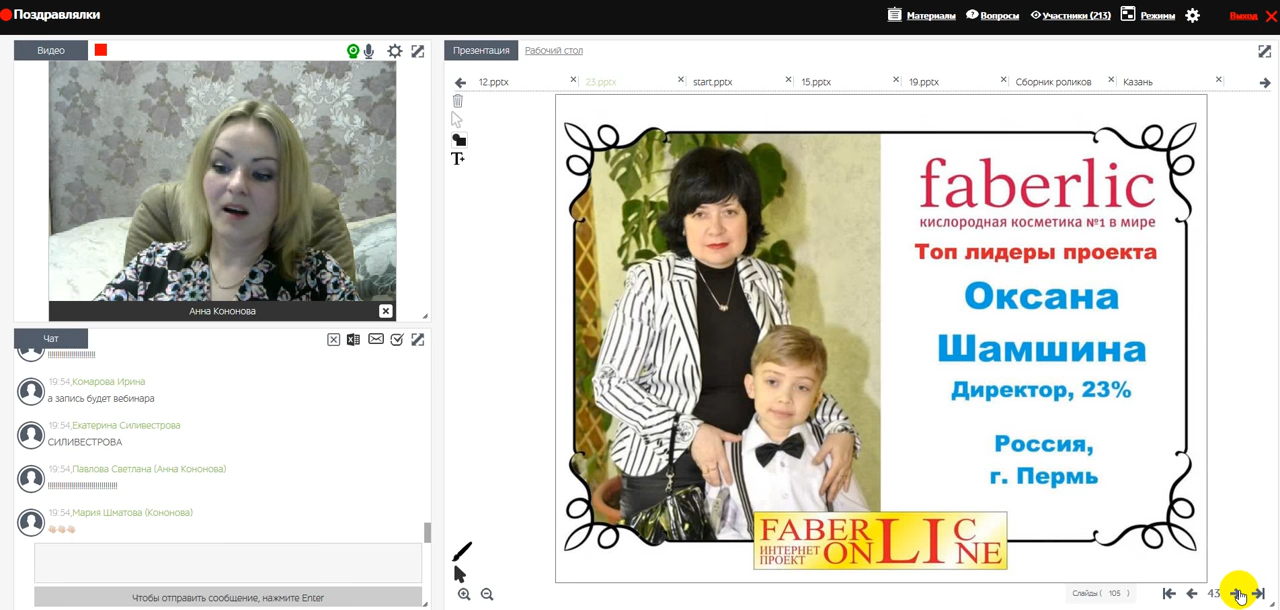 Поздравлялки
Материалы
Вопросы
Участники (213)
Режимы
Выход
Видео
Анна Кононова
Чат
!!!!!!!!!!!!!!!!!!!!!!!
19:54,Комарова Ирина
а запись будет вебинара
19:54,Екатерина Силивестрова
СИЛИВЕСТРОВА
19:54,Павлова Светлана (Анна Кононова)
!!!!!!!!!!!!!!!!!!!!!!!!!!!!!!!!!
19:54,Мария Шматова (Кононова)
Чтобы отправить сообщение, нажмите Enter
Презентация
Рабочий стол
12.pptx
23.pptx
start.pptx
15.pptx
19.pptx
Сборник роликов
Казань
T+
faberlic
кислородная косметика №1 в мире
Топ лидеры проекта
Оксана
Шамшина
Директор, 23%
Россия,
г. Пермь
FABERLIC
ИНТЕРНЕТ
ПРОЕКТ
ONLINE
Слайды ( 105 )
43